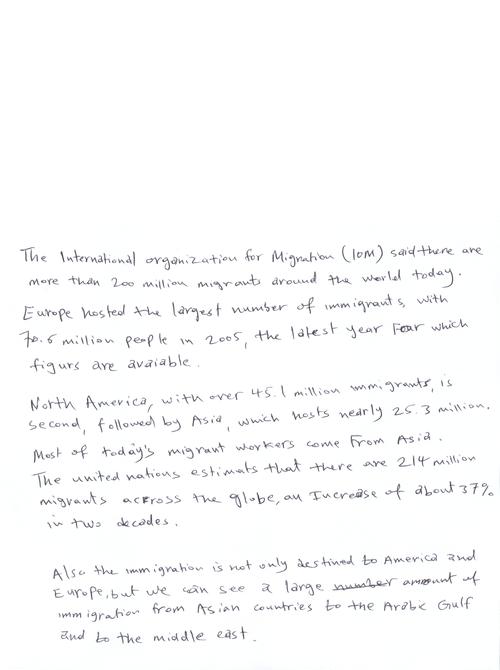 The International organization for Migration (IOM) said there are
more than 200 million migrants around the world today.
Europe hosted the largest number of immigrants, with
70.6 million people in 2005, the latest year Four which
figurs are avaiable.
North America, with over 45.1 million immigrants, is
second, followed by Asia, which hosts nearly 25.3 million.
Most of today's migrant workers come From Asia.
The united nations estimats that there are 214 million
migrants acrross the globe, an Increase of about 37%
in two decades.
Also the immigration is not only destined to America and
Europe, but we can see a large number amount of
immigration from Asian countries to the Arabic Gulf
and to the middle east.